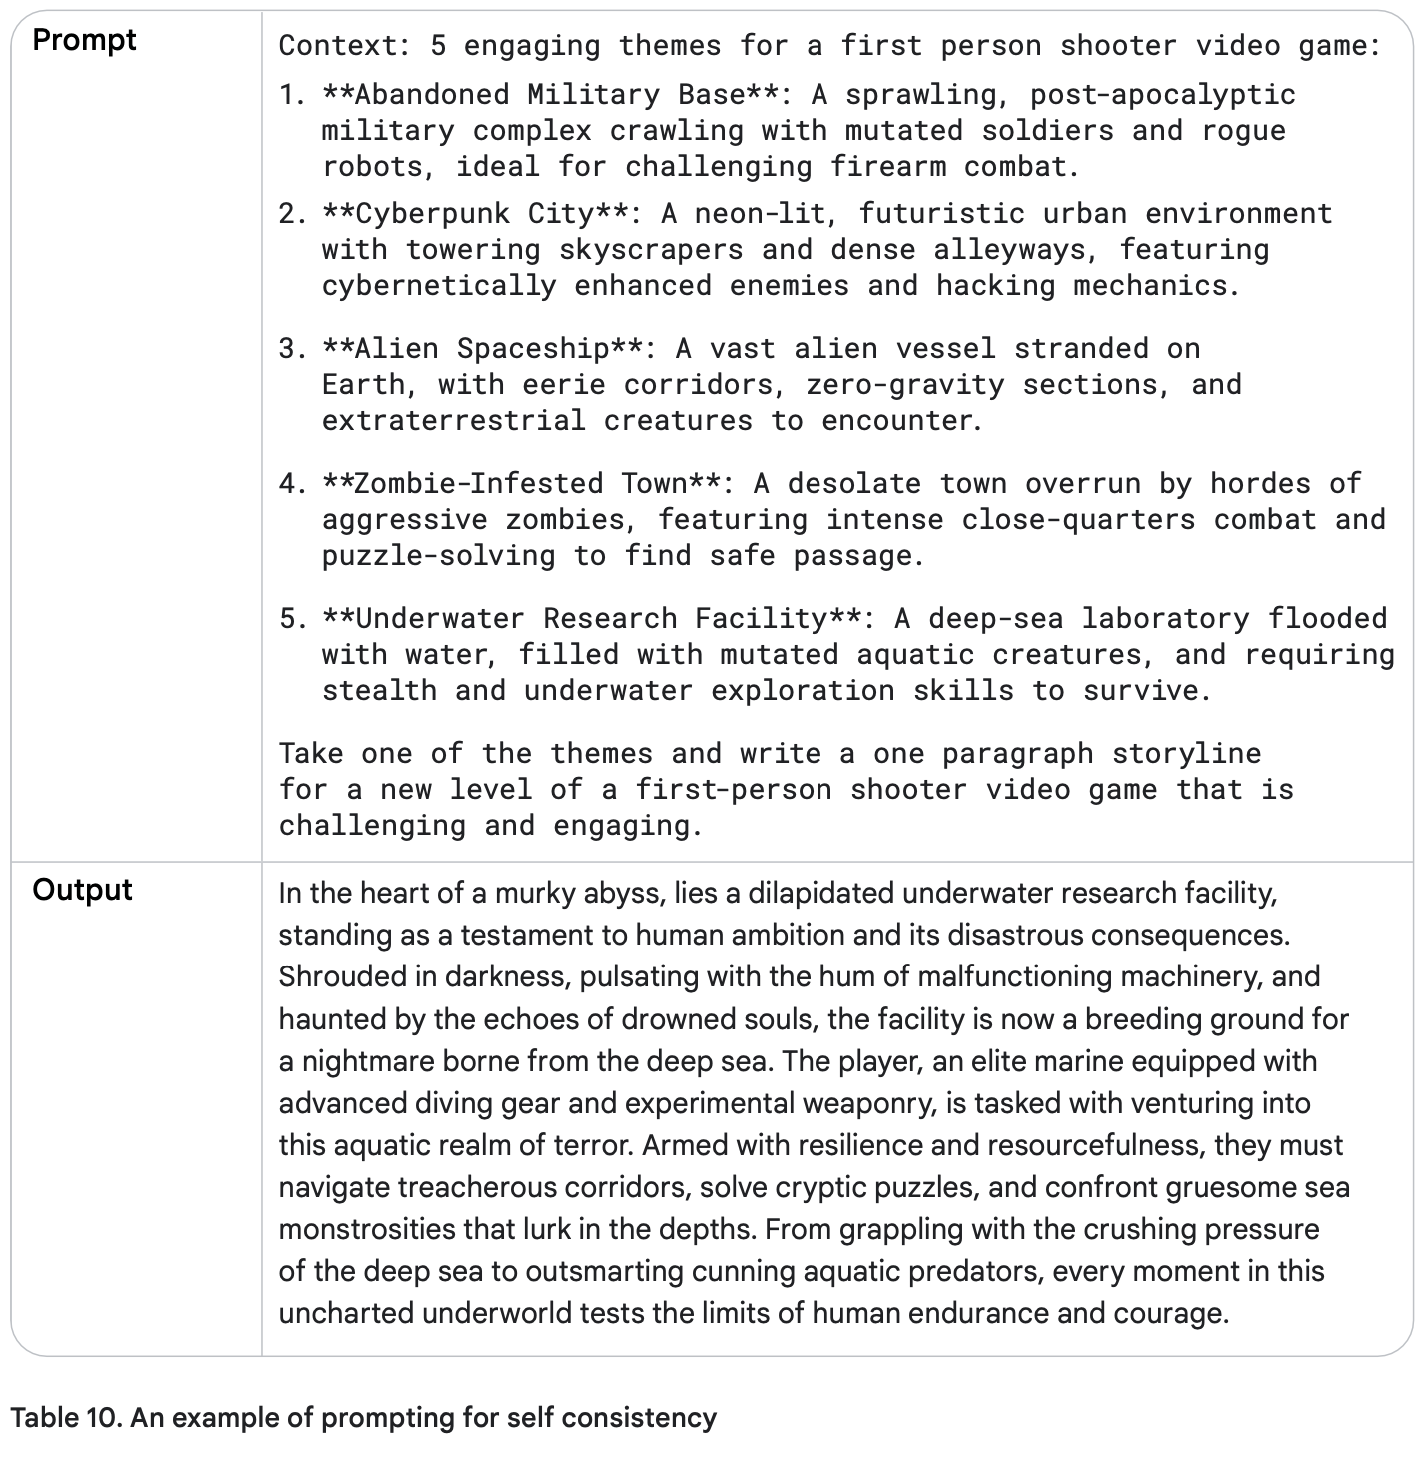 Prompt
Context: 5 engaging themes for a first person shooter video game:
1. **Abandoned Military Base**: A sprawling, post-apocalyptic
military complex crawling with mutated soldiers and rogue
robots, ideal for challenging firearm combat.
2. **Cyberpunk City**: A neon-lit, futuristic urban environment
with towering skyscrapers and dense alleyways, featuring
cybernetically enhanced enemies and hacking mechanics.
3. **Alien Spaceship**: A vast alien vessel stranded on
Earth, with eerie corridors, zero-gravity sections, and
extraterrestrial creatures to encounter.
4. **Zombie-Infested Town**: A desolate town overrun by hordes of
aggressive zombies, featuring intense close-quarters combat and
puzzle-solving to find safe passage.
5. **Underwater Research Facility**: A deep-sea laboratory flooded
with water, filled with mutated aquatic creatures, and requiring
stealth and underwater exploration skills to survive.
Take one of the themes and write a one paragraph storyline
for a new level of a first-person shooter video game that is
challenging and engaging.
Output
In the heart of a murky abyss, lies a dilapidated underwater research facility,
standing as a testament to human ambition and its disastrous consequences.
Shrouded in darkness, pulsating with the hum of malfunctioning machinery, and
haunted by the echoes of drowned souls, the facility is now a breeding ground for
a nightmare borne from the deep sea. The player, an elite marine equipped with
advanced diving gear and experimental weaponry, is tasked with venturing into
this aquatic realm of terror. Armed with resilience and resourcefulness, they must
navigate treacherous corridors, solve cryptic puzzles, and confront gruesome sea
monstrosities that lurk in the depths. From grappling with the crushing pressure
of the deep sea to outsmarting cunning aquatic predators, every moment in this
uncharted underworld tests the limits of human endurance and courage.
Table 10. An example of prompting for self consistency